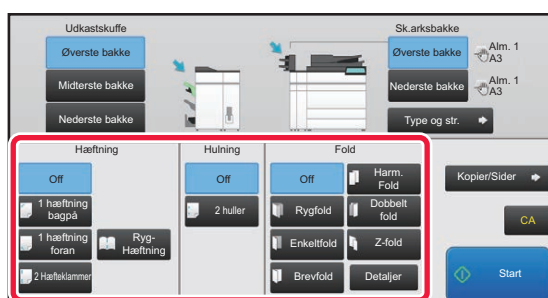 Udkastskuffe
Øverste bakke
Midterste bakke
Nederste bakke
Sk.arksbakke
Øverste bakke
Alm. 1
A3
Nederste bakke
Alm. 1
A3
Type og str.
Hæftning
Off
1 hæftning
bagpå
1 hæftning
foran
2 Hæfteklammer
Ryg-
Hæftning
Hulning
Off
2 huller
Fold
Off
Harm.
Fold
Rygfold
Dobbelt
fold
Enkeltfold
Z-fold
Brevfold
Detaljer
Kopier/Sider
CA
Start